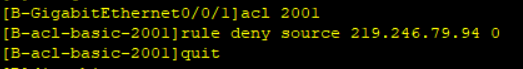 [B-GigabitEthernet0/0/1]acl 2001
[B-acl-basic-2001]rule deny source 219.246.79.94 0
[B-acl-basic-2001]quit